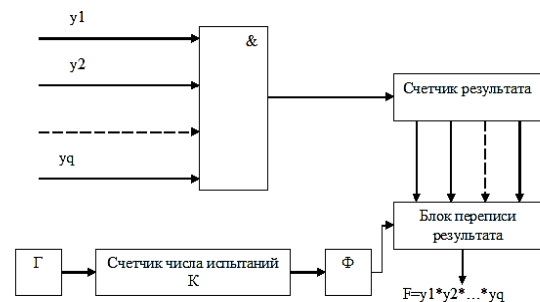 y1
&
y2
Счетчик результата
yq
Блок переписи
результата
Г
Счетчик числа испытаний
К
Ф
F=y1*y2*...*yq